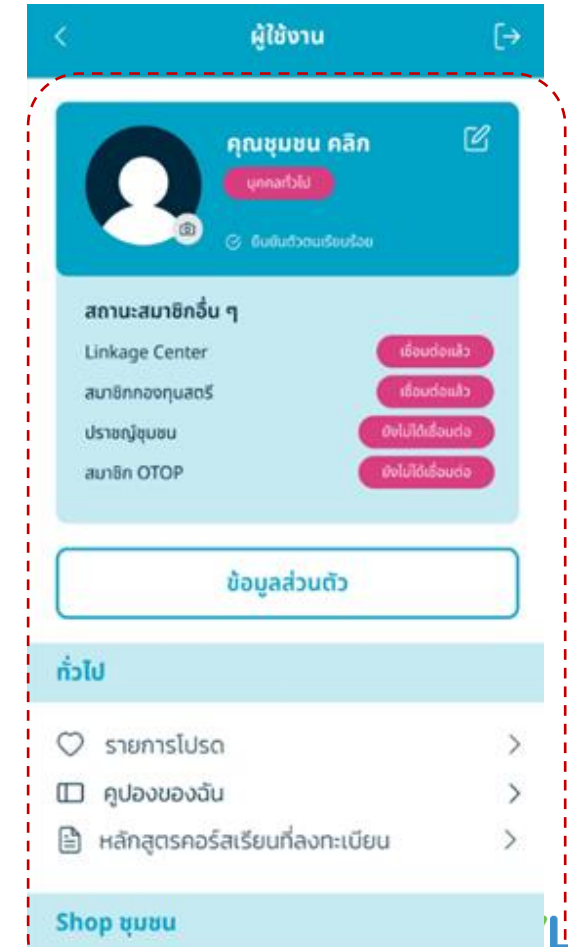 ผู้ใช้งาน
คุณชุมชน คลิก
บุคคลทั่วไป
ยืนยันตัวตนเรียบร้อย
สถานะสมาชิกอื่น ๆ
Linkage Center เชื่อมต่อแล้ว
สมาชิกกองทุนสตรี เชื่อมต่อแล้ว
ปราชญ์ชุมชน ยังไม่ได้เชื่อมต่อ
สมาชิก OTOP ยังไม่ได้เชื่อมต่อ
ข้อมูลส่วนตัว
ทั่วไป
รายการโปรด
คูปองของฉัน
หลักสูตรคอร์สเรียนที่ลงทะเบียน
Shop ชุมชน